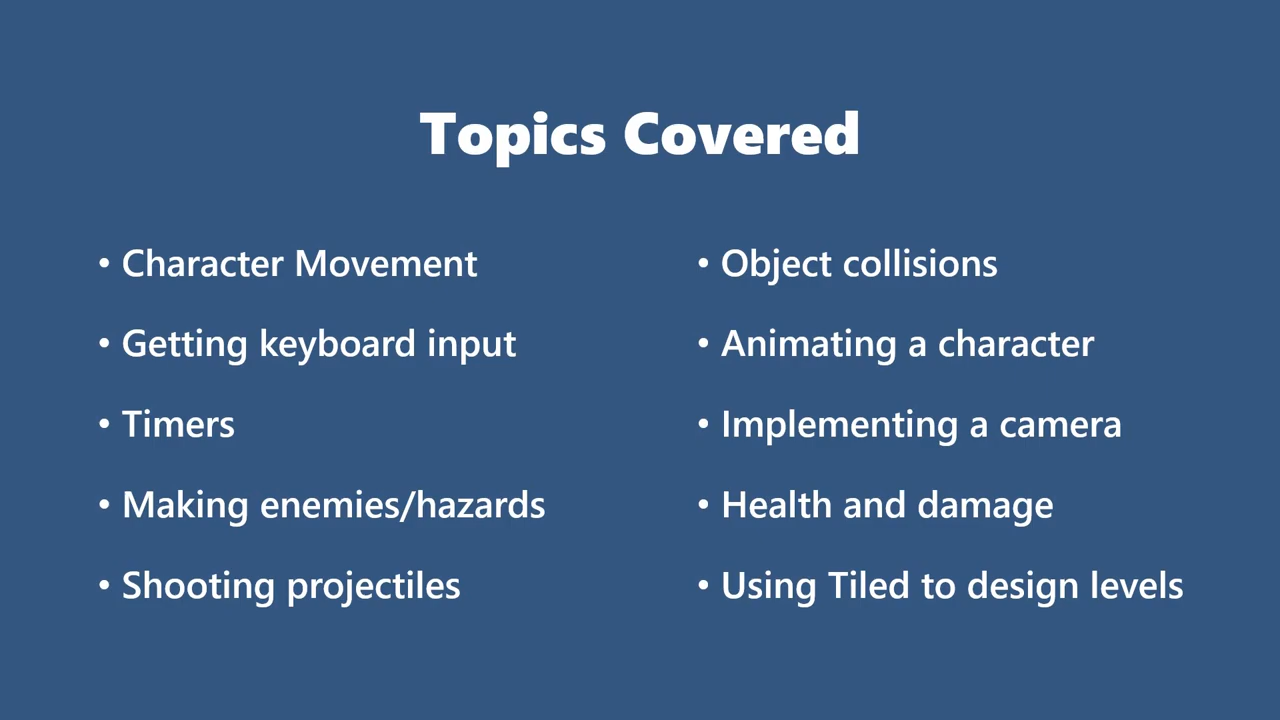 Topics Covered
• Character Movement
• Getting keyboard input
• Timers
• Making enemies/hazards
• Shooting projectiles
• Object collisions
• Animating a character
• Implementing a camera
• Health and damage
• Using Tiled to design levels